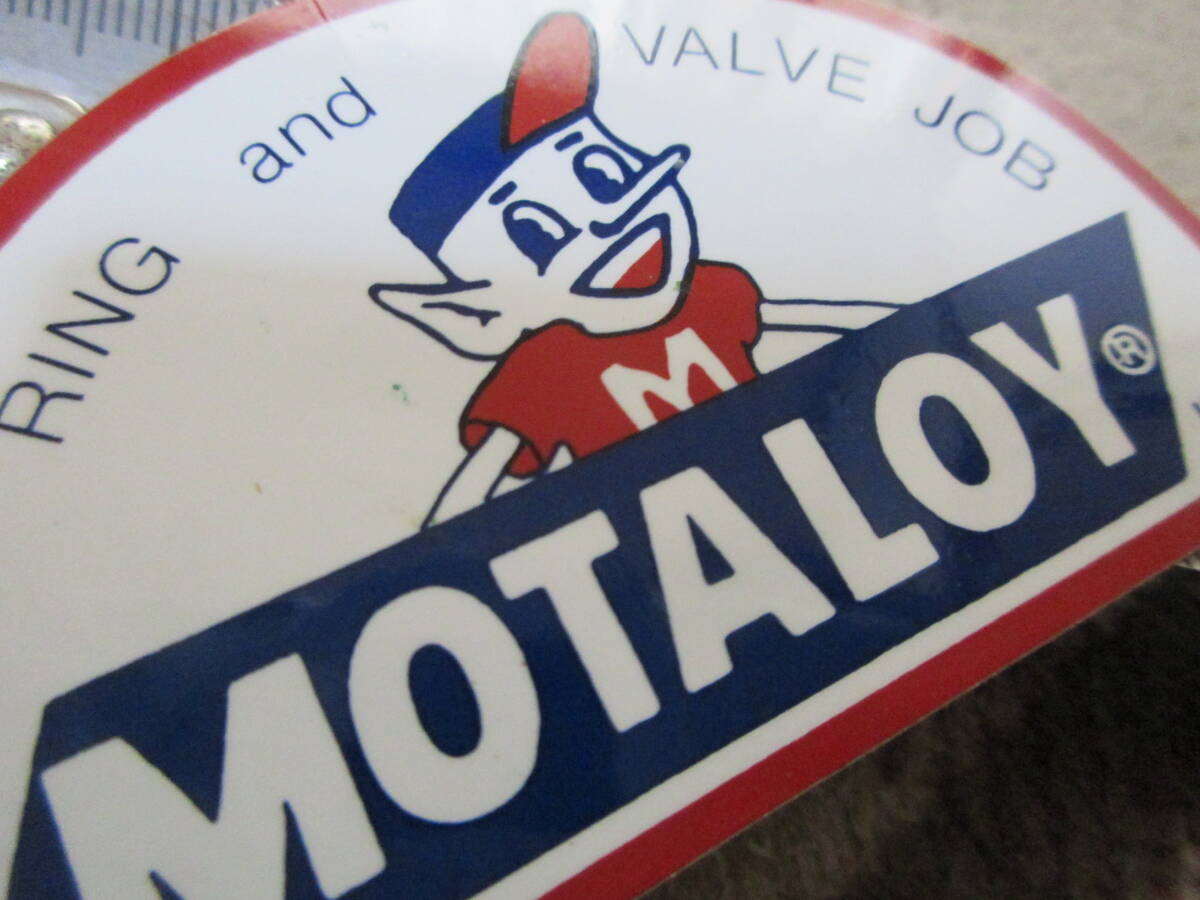 RING and VALVE JOB
M
MOTALOY®